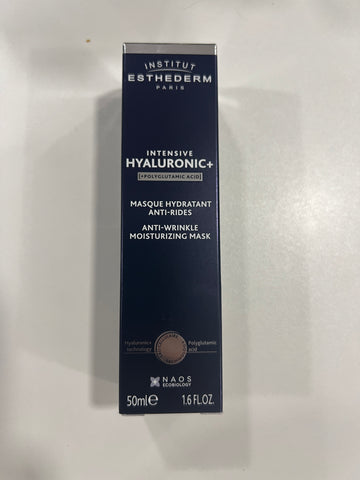 INSTITUT
ESTHEDERM
PARIS
INTENSIVE
HYALURONIC+
[+POLYGLUTAMIC ACID]
MASQUE HYDRATANT
ANTI-RIDES
ANTI-WRINKLE
MOISTURIZING MASK
Hyaluronic+ Polyglutamic
technology acid
NAOS
ECOBIOLOGY
50ml℮ 1.6 FL.OZ.